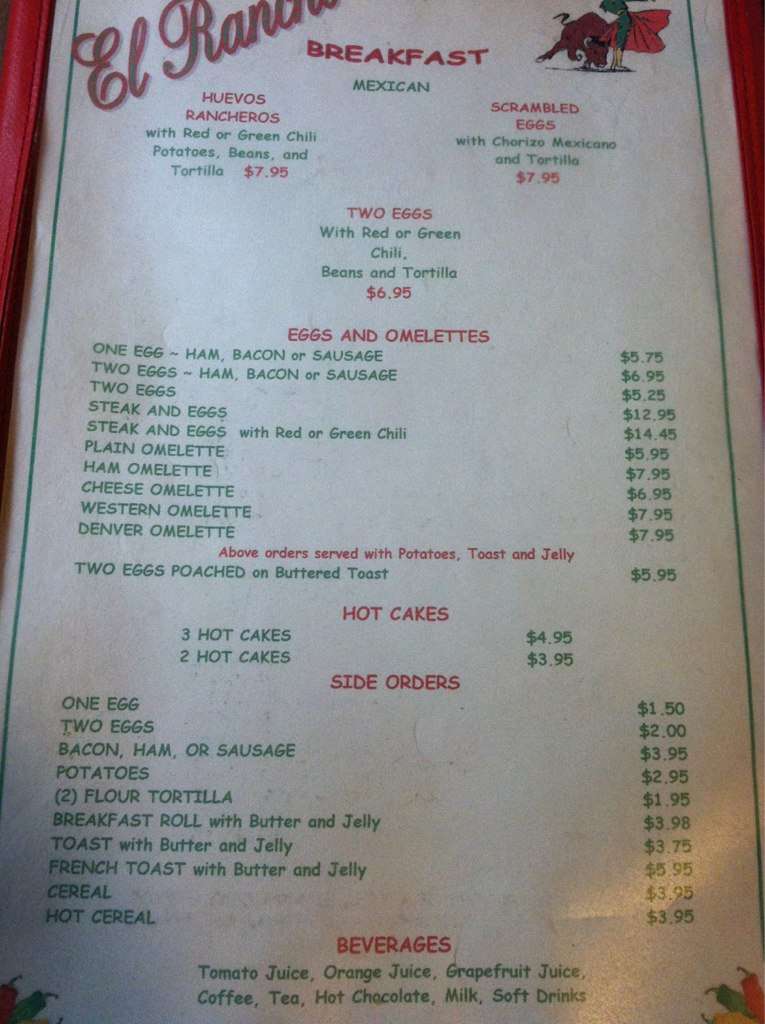 El Rancho
BREAKFAST
MEXICAN
HUEVOS
RANCHEROS
with Red or Green Chili
Potatoes, Beans, and
Tortilla $7.95
SCRAMBLED
EGGS
with Chorizo Mexicano
and Tortilla
$7.95
TWO EGGS
With Red or Green
Chili,
Beans and Tortilla
$6.95
EGGS AND OMELETTES
ONE EGG ~ HAM, BACON or SAUSAGE $5.75
TWO EGGS ~ HAM, BACON or SAUSAGE $6.95
TWO EGGS $5.25
STEAK AND EGGS $12.95
STEAK AND EGGS with Red or Green Chili $14.45
PLAIN OMELETTE $5.95
HAM OMELETTE $7.95
CHEESE OMELETTE $6.95
WESTERN OMELETTE $7.95
DENVER OMELETTE $7.95
Above orders served with Potatoes, Toast and Jelly
TWO EGGS POACHED on Buttered Toast $5.95
HOT CAKES
3 HOT CAKES $4.95
2 HOT CAKES $3.95
SIDE ORDERS
ONE EGG $1.50
TWO EGGS $2.00
BACON, HAM, OR SAUSAGE $3.95
POTATOES $2.95
(2) FLOUR TORTILLA $1.95
BREAKFAST ROLL with Butter and Jelly $3.98
TOAST with Butter and Jelly $3.75
FRENCH TOAST with Butter and Jelly $5.95
CEREAL $3.95
HOT CEREAL $3.95
BEVERAGES
Tomato Juice, Orange Juice, Grapefruit Juice,
Coffee, Tea, Hot Chocolate, Milk, Soft Drinks